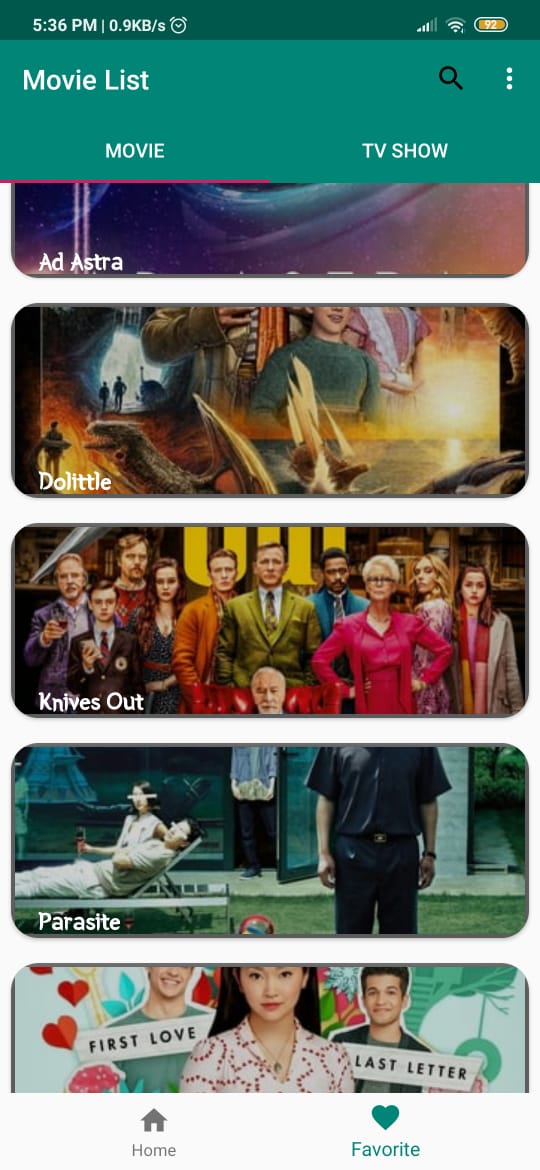 5:36 PM | 0.9KB/s
92
Movie List
MOVIE
TV SHOW
Ad Astra
Dolittle
Knives Out
Parasite
FIRST LOVE
LAST LETTER
Home
Favorite